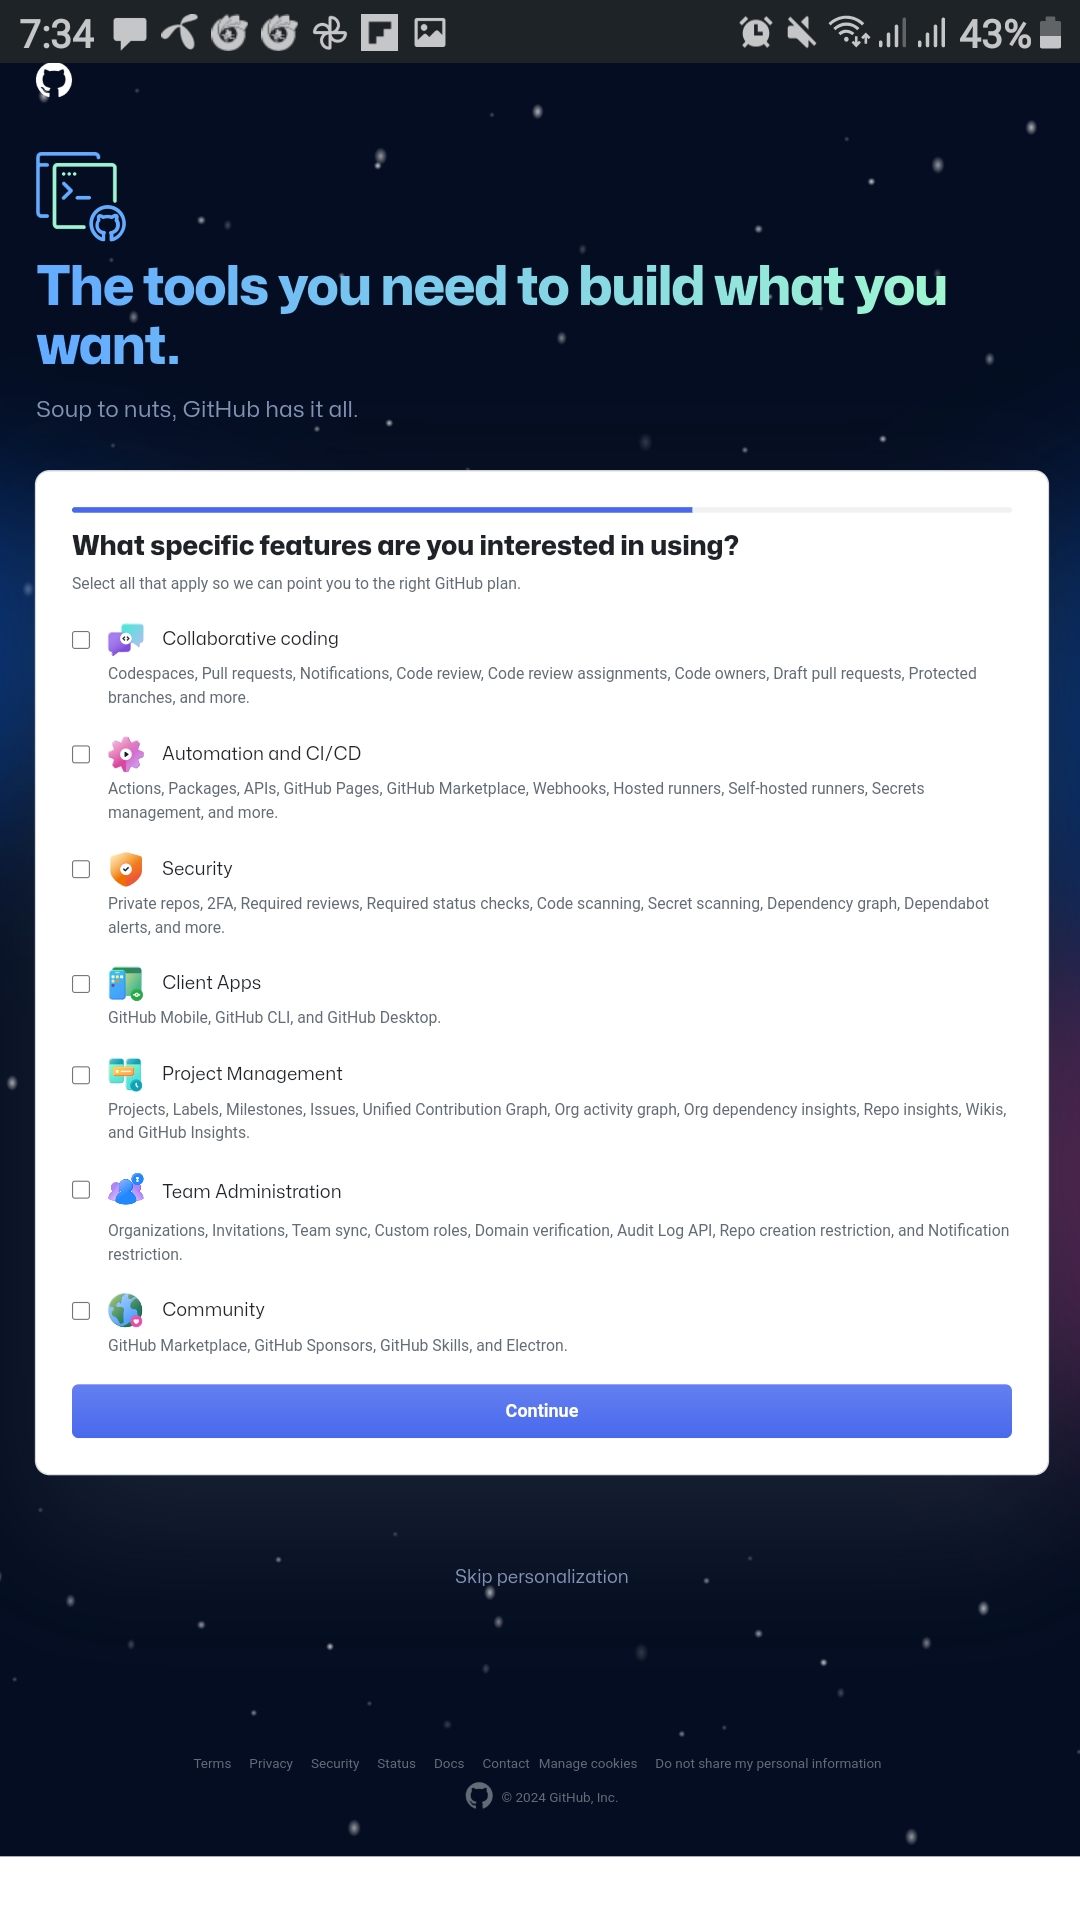 7:34
43%
The tools you need to build what you
want.
Soup to nuts, GitHub has it all.
What specific features are you interested in using?
Select all that apply so we can point you to the right GitHub plan.
Collaborative coding
Codespaces, Pull requests, Notifications, Code review, Code review assignments, Code owners, Draft pull requests, Protected
branches, and more.
Automation and CI/CD
Actions, Packages, APIs, GitHub Pages, GitHub Marketplace, Webhooks, Hosted runners, Self-hosted runners, Secrets
management, and more.
Security
Private repos, 2FA, Required reviews, Required status checks, Code scanning, Secret scanning, Dependency graph, Dependabot
alerts, and more.
Client Apps
GitHub Mobile, GitHub CLI, and GitHub Desktop.
Project Management
Projects, Labels, Milestones, Issues, Unified Contribution Graph, Org activity graph, Org dependency insights, Repo insights, Wikis,
and GitHub Insights.
Team Administration
Organizations, Invitations, Team sync, Custom roles, Domain verification, Audit Log API, Repo creation restriction, and Notification
restriction.
Community
GitHub Marketplace, GitHub Sponsors, GitHub Skills, and Electron.
Continue
Skip personalization
Terms Privacy Security Status Docs Contact Manage cookies Do not share my personal information
© 2024 GitHub, Inc.